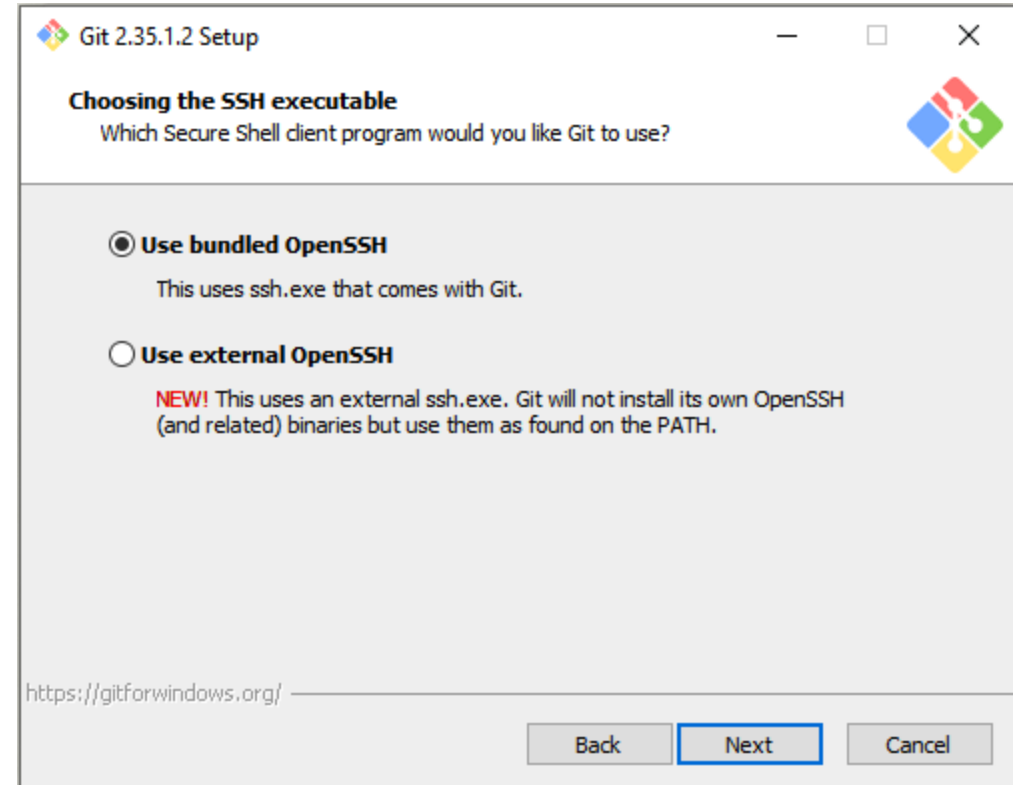 Git 2.35.1.2 Setup
Choosing the SSH executable
Which Secure Shell client program would you like Git to use?
Use bundled OpenSSH
This uses ssh.exe that comes with Git.
Use external OpenSSH
NEW! This uses an external ssh.exe. Git will not install its own OpenSSH
(and related) binaries but use them as found on the PATH.
https://gitforwindows.org/
Back Next Cancel